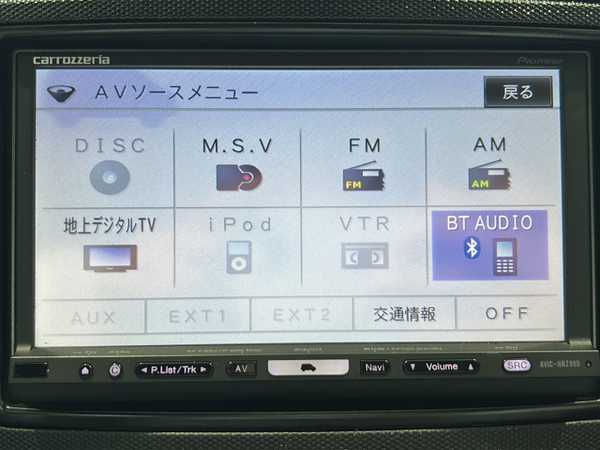 carrozzeria
Pioneer
AVソースメニュー
戻る
DISC
M.S.V
FM
AM
FM
AM
地上デジタルTV
iPod
VTR
BT AUDIO
AUX
EXT1
EXT2
交通情報
OFF
P.List/Trk
AV
Navi
Volume
SRC